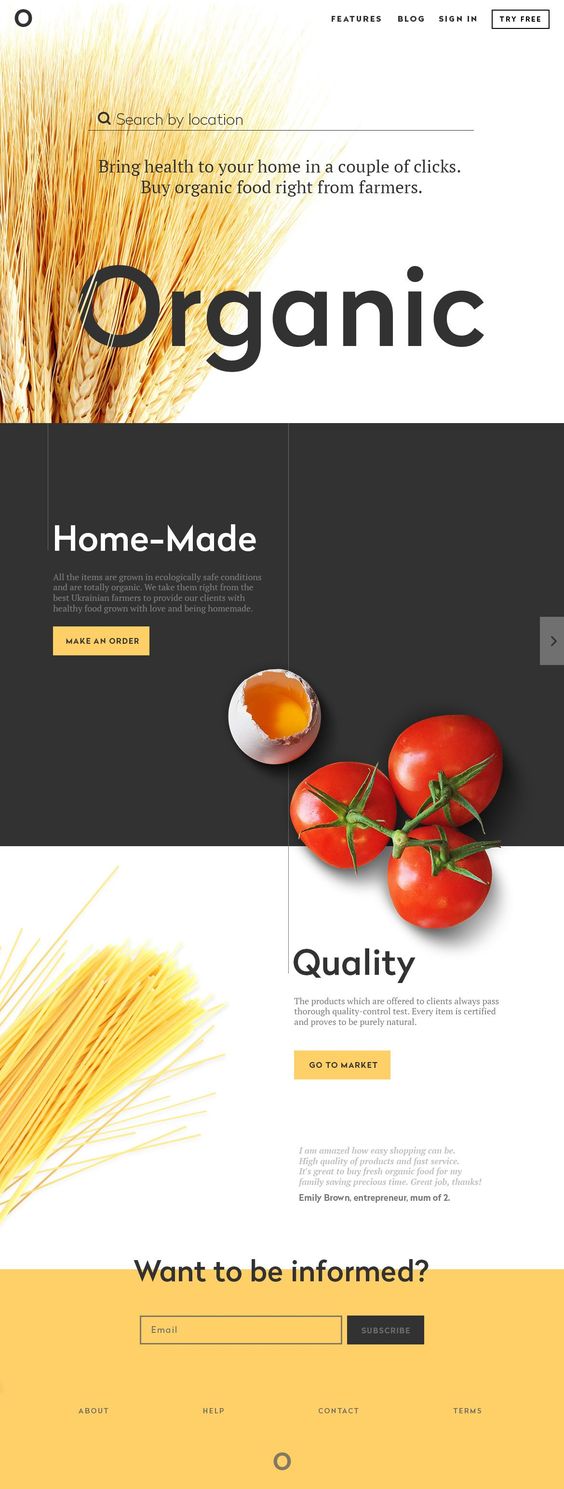 O
FEATURES
BLOG
SIGN IN
TRY FREE
Search by location
Bring health to your home in a couple of clicks.
Buy organic food right from farmers.
Organic
Home-Made
All the items are grown in ecologically safe conditions
and are totally organic. We take them right from the
best Ukrainian farmers to provide our clients with
healthy food grown with love and being homemade.
MAKE AN ORDER
Quality
The products which are offered to clients always pass
thorough quality-control test. Every item is certified
and proves to be purely natural.
GO TO MARKET
I am amazed how easy shopping can be.
High quality of products and fast service.
It's great to buy fresh organic food for my
family saving precious time. Great job, thanks!
Emily Brown, entrepreneur, mum of 2.
Want to be informed?
Email
SUBSCRIBE
ABOUT
HELP
CONTACT
TERMS
O